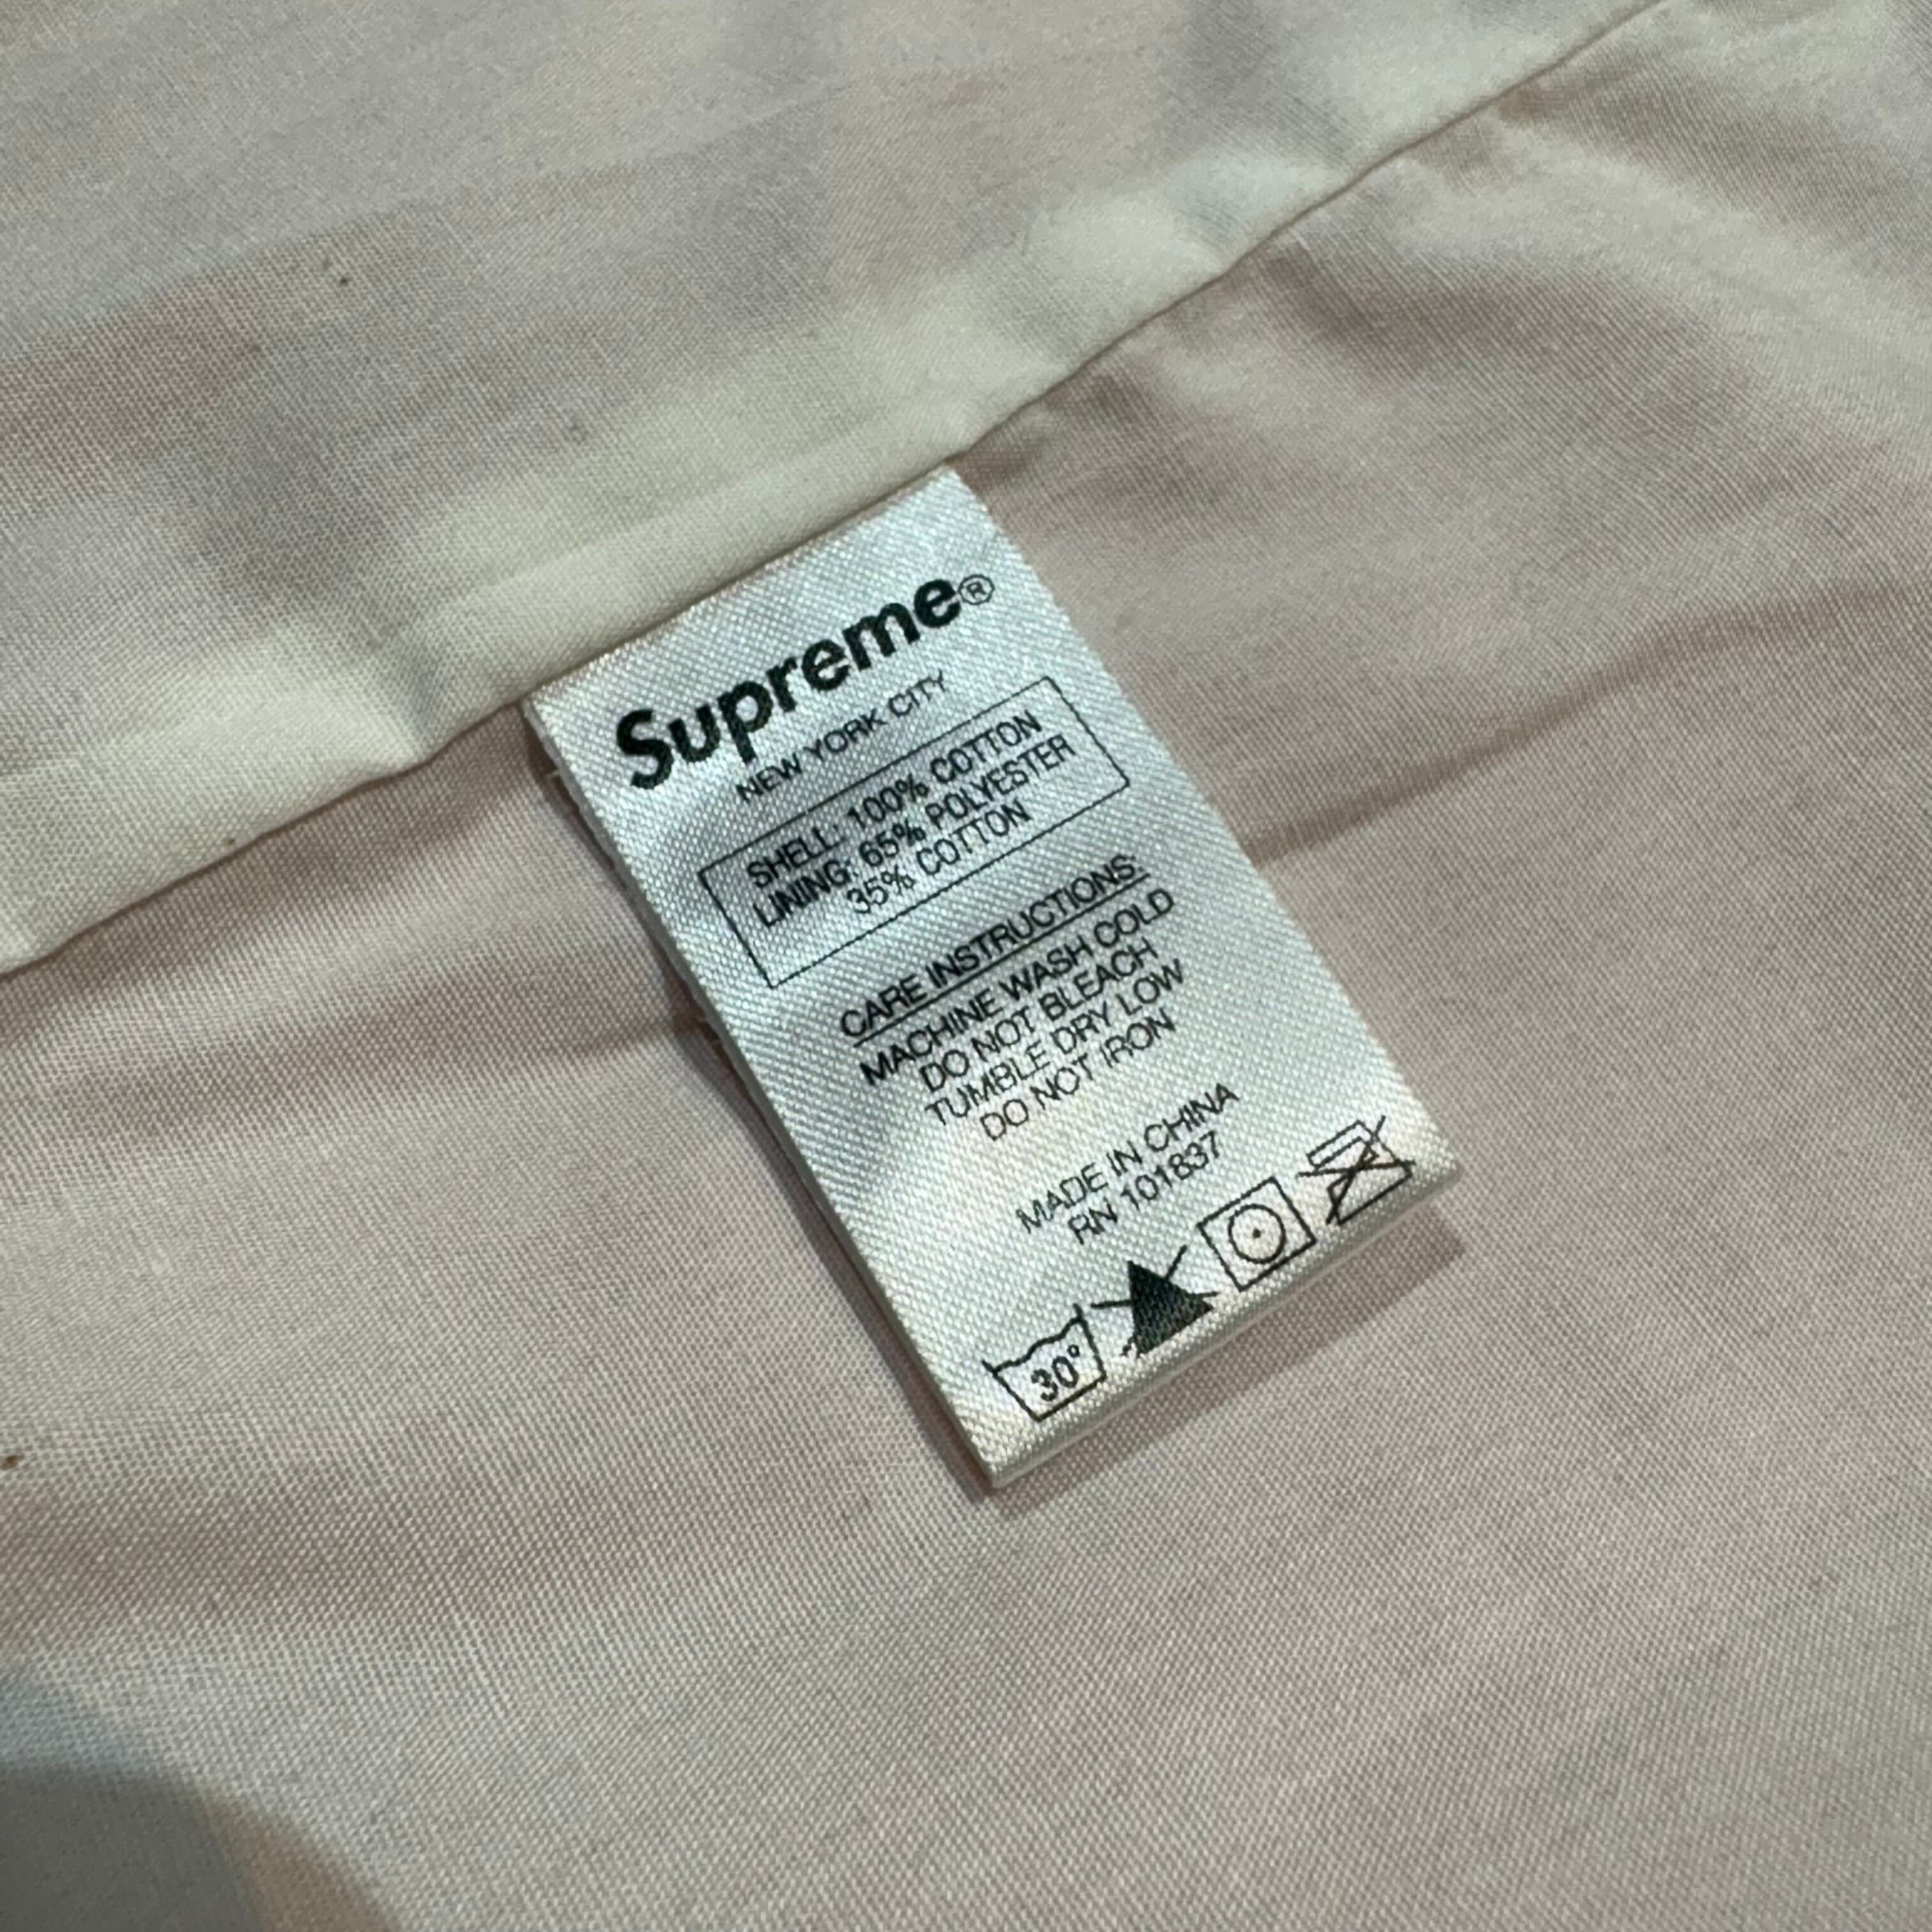 Supreme®
NEW YORK CITY
SHELL: 100% COTTON
LINING: 65% POLYESTER
35% COTTON
CARE INSTRUCTIONS:
MACHINE WASH COLD
DO NOT BLEACH
TUMBLE DRY LOW
DO NOT IRON
MADE IN CHINA
RN 101837
30°